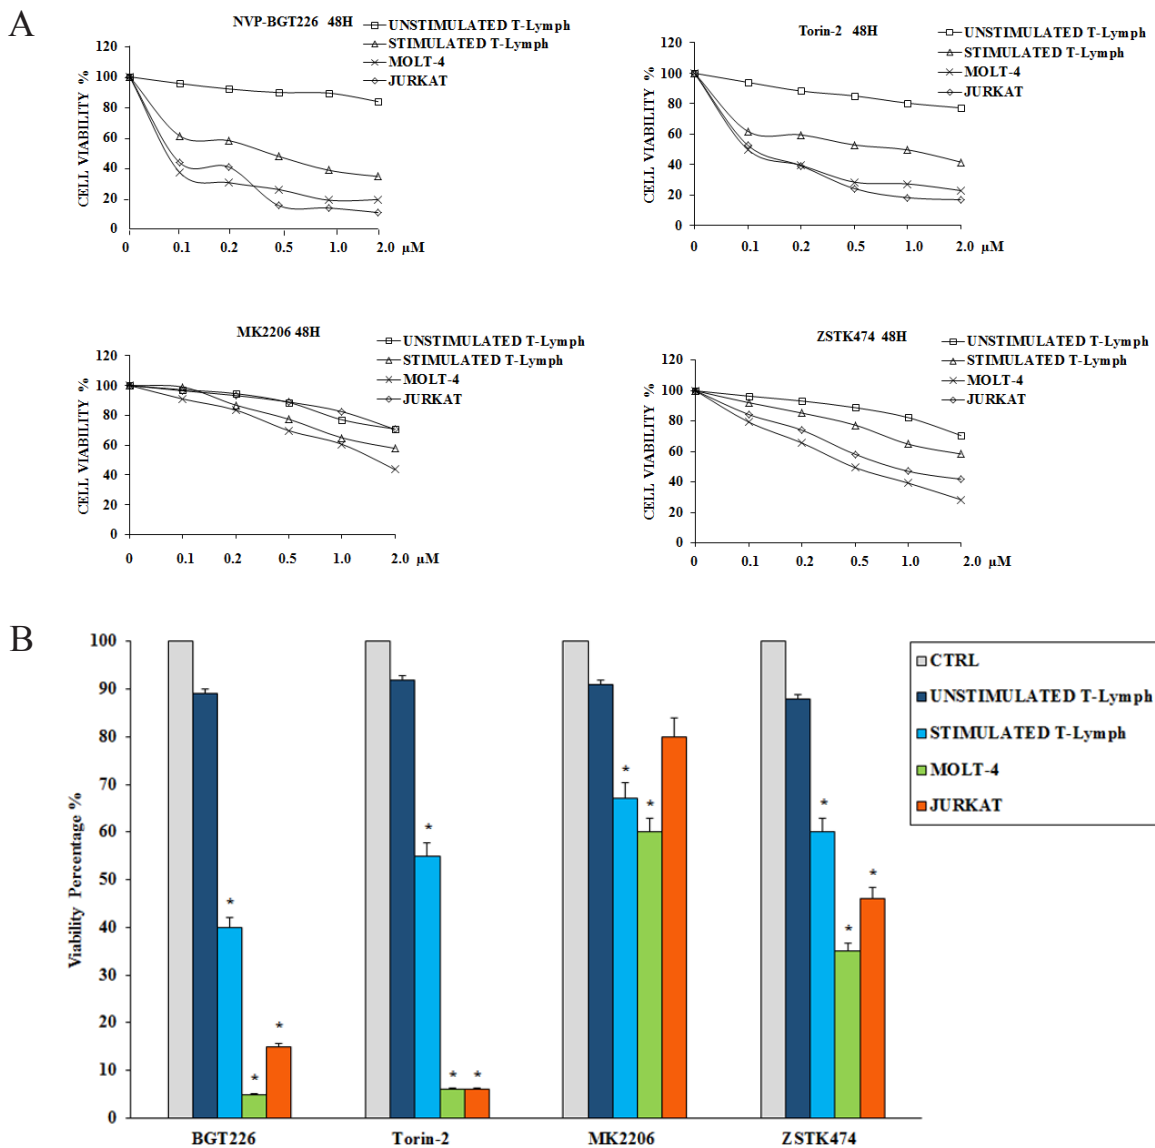 A
NVP-BGT226 48H
UNSTIMULATED T-Lymph
STIMULATED T-Lymph
MOLT-4
JURKAT
CELL VIABILITY %
120
100
80
60
40
20
0
0 0.1 0.2 0.5 1.0 2.0 µM
Torin-2 48H
UNSTIMULATED T-Lymph
STIMULATED T-Lymph
MOLT-4
JURKAT
CELL VIABILITY %
120
100
80
60
40
20
0
0 0.1 0.2 0.5 1.0 2.0 µM
MK2206 48H
UNSTIMULATED T-Lymph
STIMULATED T-Lymph
MOLT-4
JURKAT
CELL VIABILITY %
120
100
80
60
40
20
0
0 0.1 0.2 0.5 1.0 2.0 µM
ZSTK474 48H
UNSTIMULATED T-Lymph
STIMULATED T-Lymph
MOLT-4
JURKAT
CELL VIABILITY %
120
100
80
60
40
20
0
0 0.1 0.2 0.5 1.0 2.0 µM
B
Viability Percentage %
100
90
80
70
60
50
40
30
20
10
0
* * *
* * *
* *
* * *
BGT226 Torin-2 MK2206 ZSTK474
CTRL
UNSTIMULATED T-Lymph
STIMULATED T-Lymph
MOLT-4
JURKAT